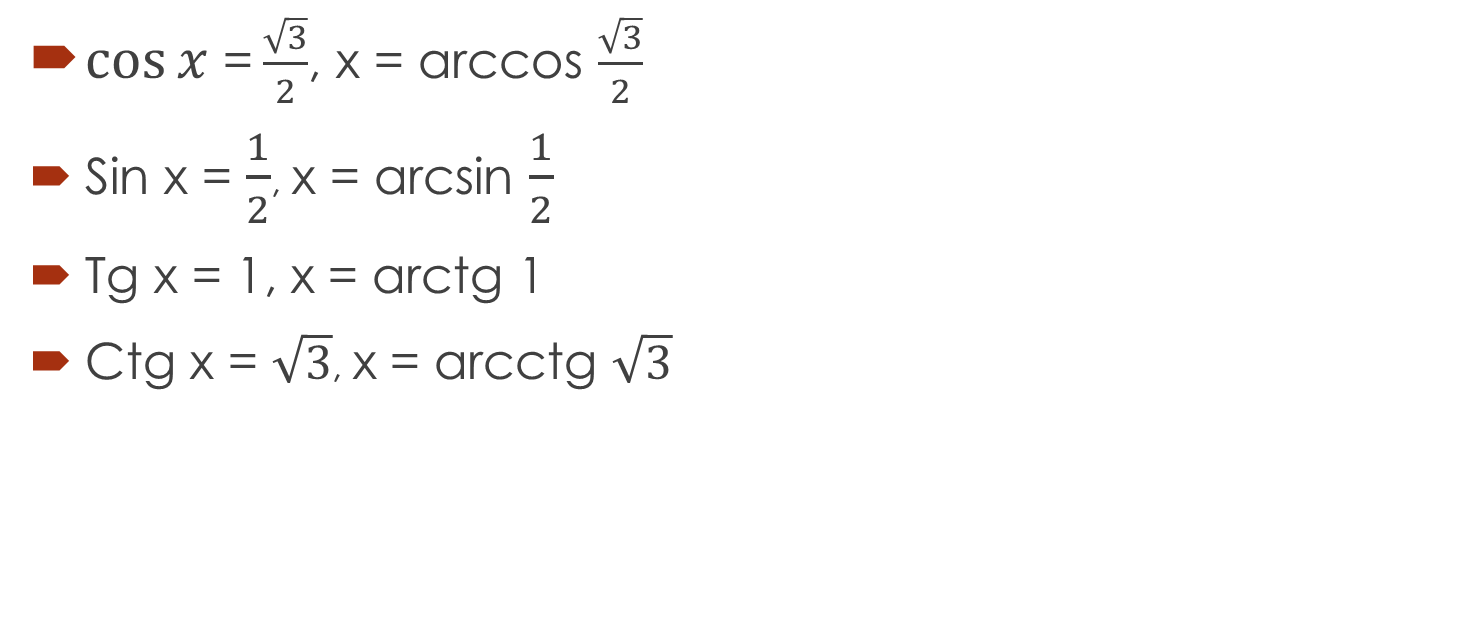 cos x = √3/2, x = arccos √3/2
Sin x = 1/2, x = arcsin 1/2
Tg x = 1, x = arctg 1
Ctg x = √3, x = arcctg √3